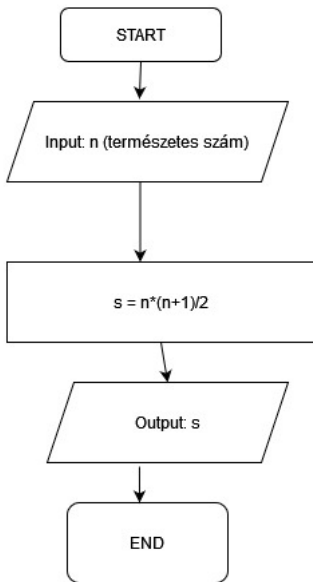 START
Input: n (természetes szám)
s = n*(n+1)/2
Output: s
END